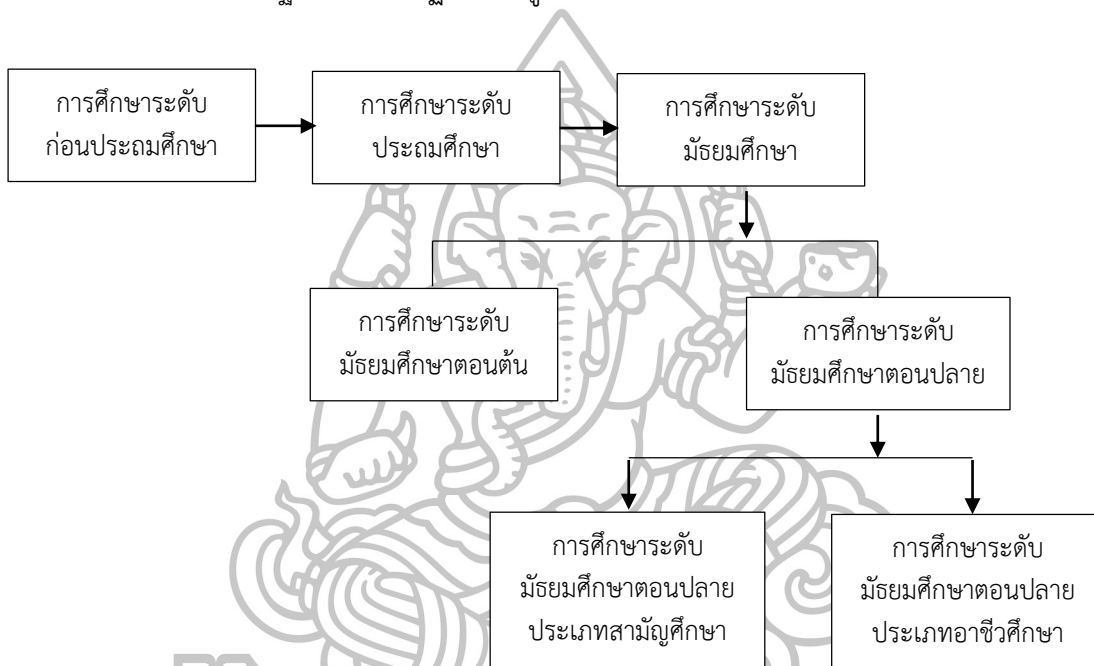 การศึกษาระดับ
ก่อนประถมศึกษา
การศึกษาระดับ
ประถมศึกษา
การศึกษาระดับ
มัธยมศึกษา
การศึกษาระดับ
มัธยมศึกษาตอนต้น
การศึกษาระดับ
มัธยมศึกษาตอนปลาย
การศึกษาระดับ
มัธยมศึกษาตอนปลาย
ประเภทสามัญศึกษา
การศึกษาระดับ
มัธยมศึกษาตอนปลาย
ประเภทอาชีวศึกษา